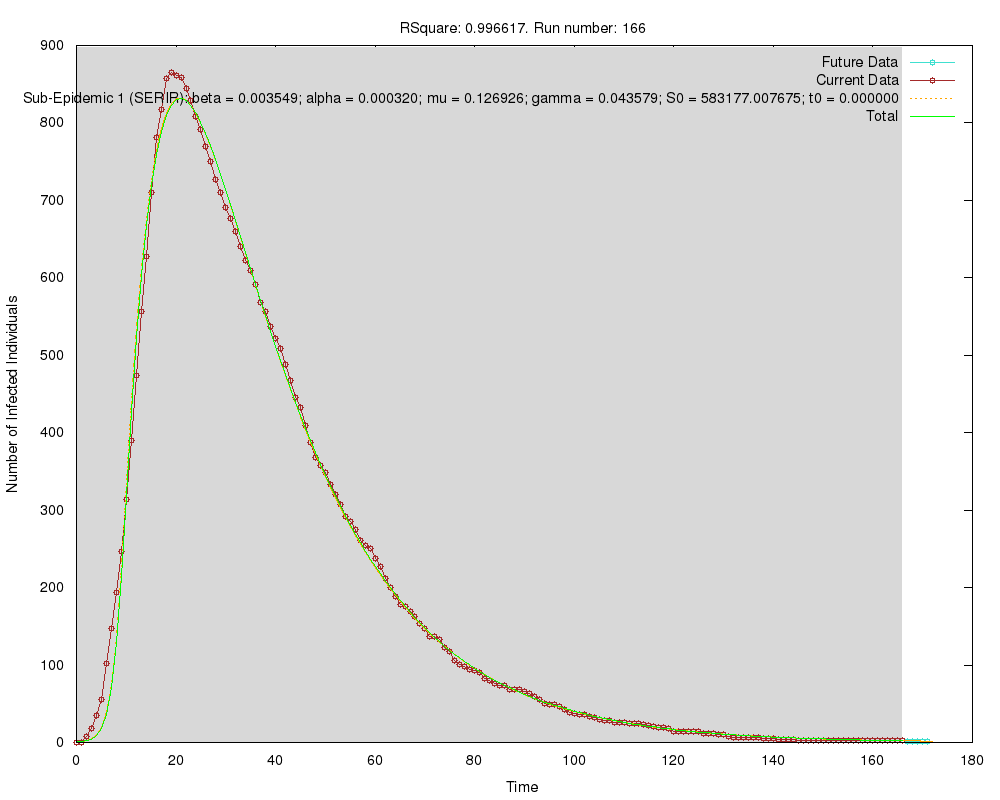 RSquare: 0.996617. Run number: 166
900
800
700
600
500
400
300
200
100
0
Number of Infected Individuals
Future Data
Current Data
Sub-Epidemic 1 (SEIR); beta = 0.003549; alpha = 0.000320; mu = 0.126926; gamma = 0.043579; S0 = 583177.007675; t0 = 0.000000
Total
0 20 40 60 80 100 120 140 160 180
Time